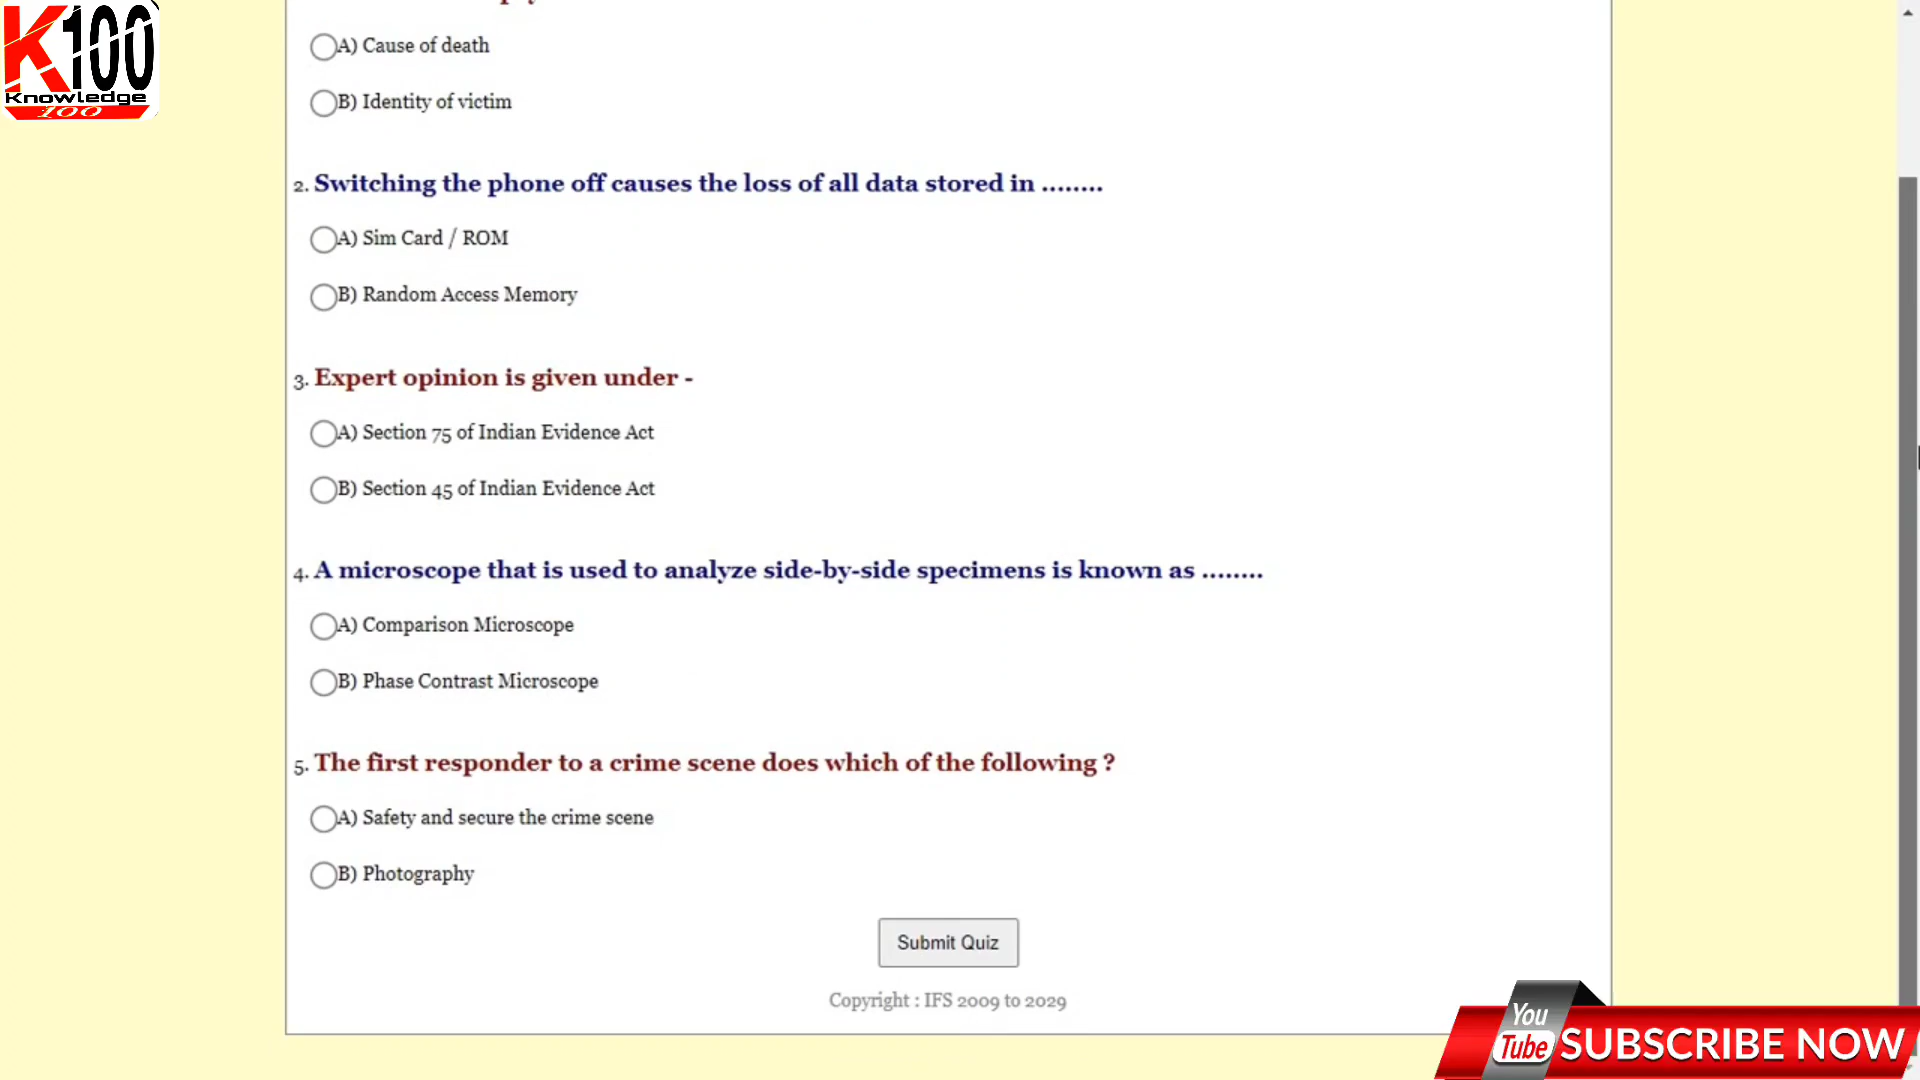 K100
Knowledge
100
A) Cause of death
B) Identity of victim
2. Switching the phone off causes the loss of all data stored in ........
A) Sim Card / ROM
B) Random Access Memory
3. Expert opinion is given under -
A) Section 75 of Indian Evidence Act
B) Section 45 of Indian Evidence Act
4. A microscope that is used to analyze side-by-side specimens is known as ........
A) Comparison Microscope
B) Phase Contrast Microscope
5. The first responder to a crime scene does which of the following ?
A) Safety and secure the crime scene
B) Photography
Submit Quiz
Copyright : IFS 2009 to 2029
You
Tube SUBSCRIBE NOW